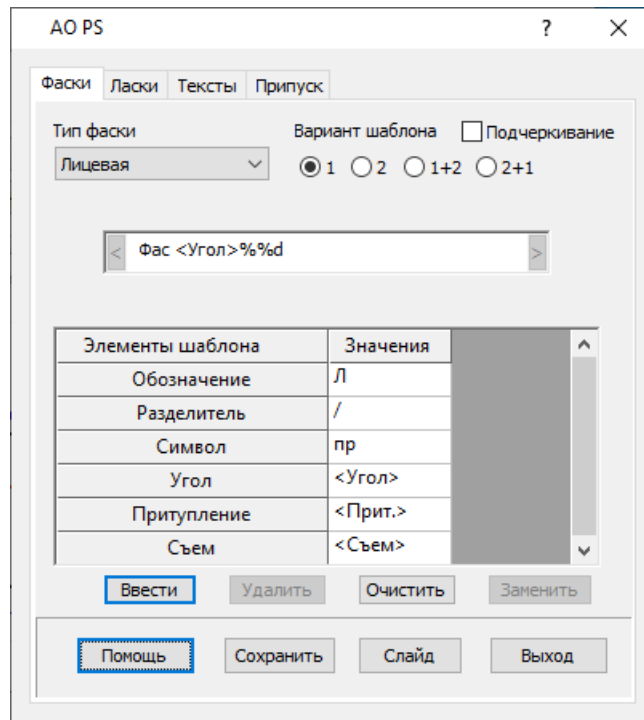 AO PS ?
Фаски Ласки Тексты Припуск
Тип фаски Вариант шаблона Подчеркивание
Лицевая 1 2 1+2 2+1
< Фас <Угол>%%d >
Элементы шаблона Значения
Обозначение Л
Разделитель /
Символ пр
Угол <Угол>
Притупление <Прит.>
Съем <Съем>
Ввести Удалить Очистить Заменить
Помощь Сохранить Слайд Выход